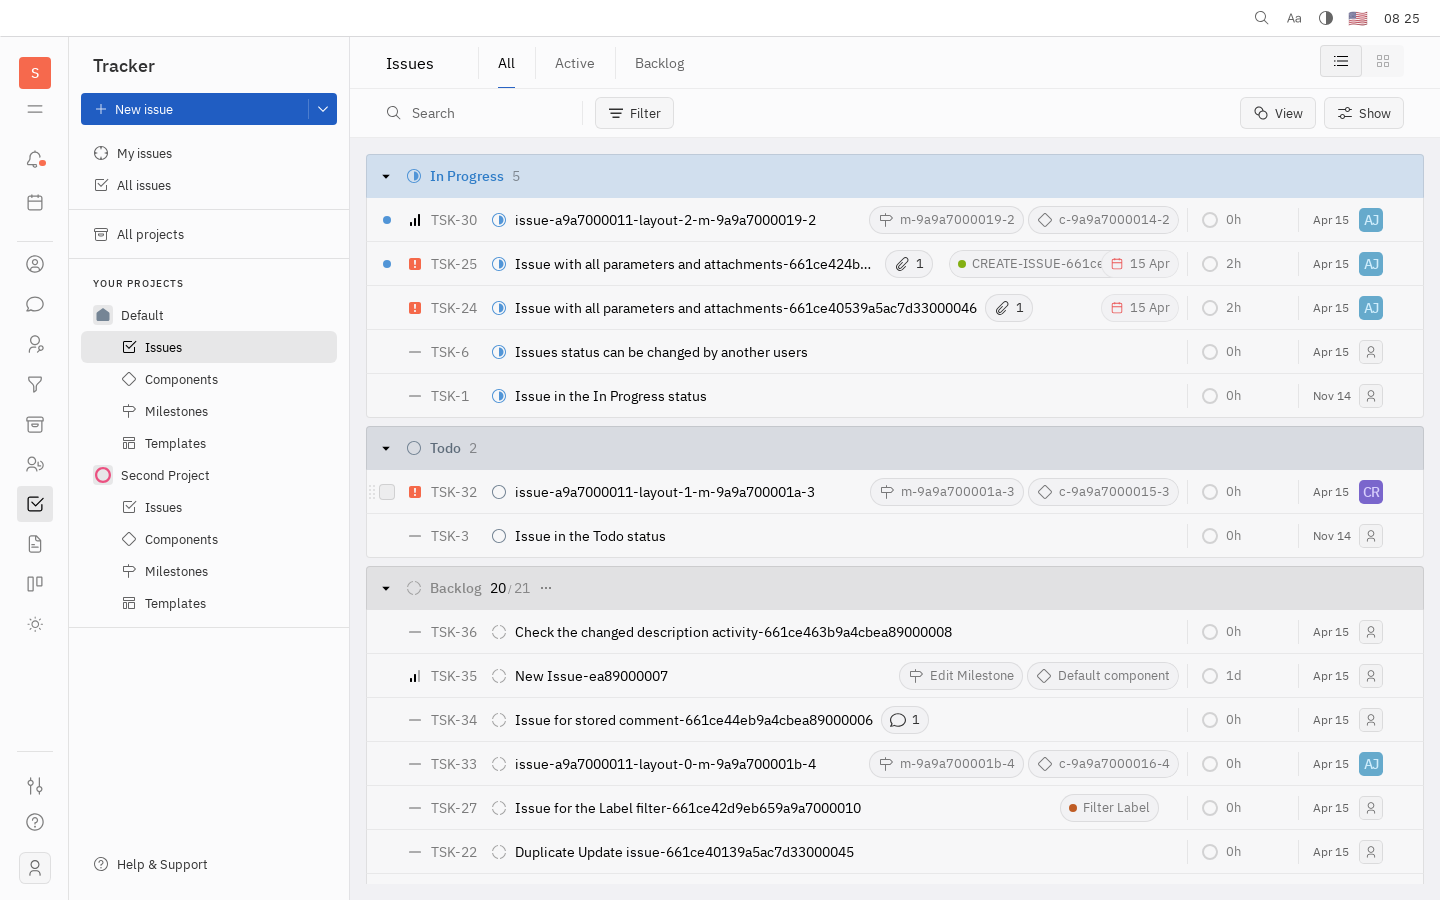 Aa 08 25
S
Tracker
New issue
My issues
All issues
All projects
YOUR PROJECTS
Default
Issues
Components
Milestones
Templates
Second Project
Issues
Components
Milestones
Templates
Help & Support
Issues All Active Backlog
Search Filter View Show
In Progress 5
TSK-30 issue-a9a7000011-layout-2-m-9a9a7000019-2 m-9a9a7000019-2 c-9a9a7000014-2 0h Apr 15 AJ
TSK-25 Issue with all parameters and attachments-661ce424b... 1 CREATE-ISSUE-661ce 15 Apr 2h Apr 15 AJ
TSK-24 Issue with all parameters and attachments-661ce40539a5ac7d33000046 1 15 Apr 2h Apr 15 AJ
TSK-6 Issues status can be changed by another users 0h Apr 15
TSK-1 Issue in the In Progress status 0h Nov 14
Todo 2
TSK-32 issue-a9a7000011-layout-1-m-9a9a700001a-3 m-9a9a700001a-3 c-9a9a7000015-3 0h Apr 15 CR
TSK-3 Issue in the Todo status 0h Nov 14
Backlog 20/21 ...
TSK-36 Check the changed description activity-661ce463b9a4cbea89000008 0h Apr 15
TSK-35 New Issue-ea89000007 Edit Milestone Default component 1d Apr 15
TSK-34 Issue for stored comment-661ce44eb9a4cbea89000006 1 0h Apr 15
TSK-33 issue-a9a7000011-layout-0-m-9a9a700001b-4 m-9a9a700001b-4 c-9a9a7000016-4 0h Apr 15 AJ
TSK-27 Issue for the Label filter-661ce42d9eb659a9a7000010 Filter Label 0h Apr 15
TSK-22 Duplicate Update issue-661ce40139a5ac7d33000045 0h Apr 15